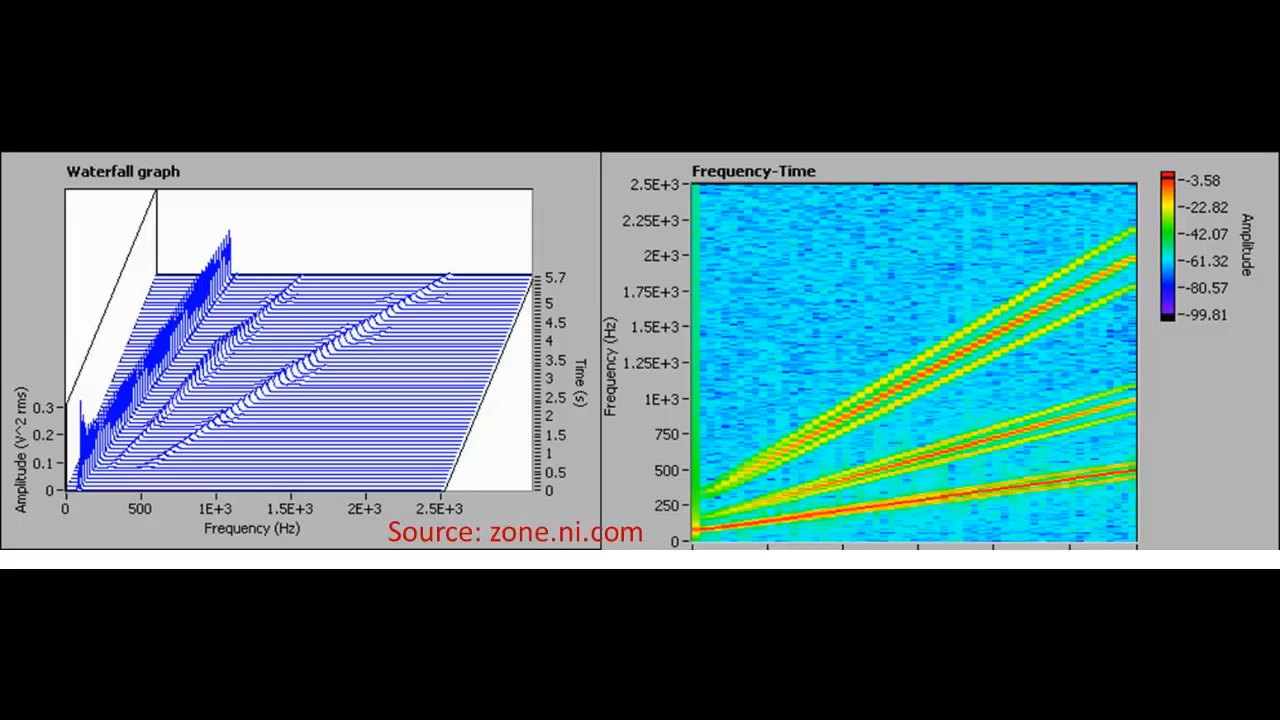 Waterfall graph
Amplitude (V^2 rms)
0.3
0.2
0.1
0
0 500 1E+3 1.5E+3 2E+3 2.5E+3
Frequency (Hz)
5.7
5
4.5
4
3.5
3
2.5
2
1.5
1
0.5
0
Time (s)
Source: zone.ni.com
Frequency-Time
Frequency (Hz)
2.5E+3
2.25E+3
2E+3
1.75E+3
1.5E+3
1.25E+3
1E+3
750
500
250
0
-3.58
-22.82
-42.07
-61.32
-80.57
-99.81
Amplitude